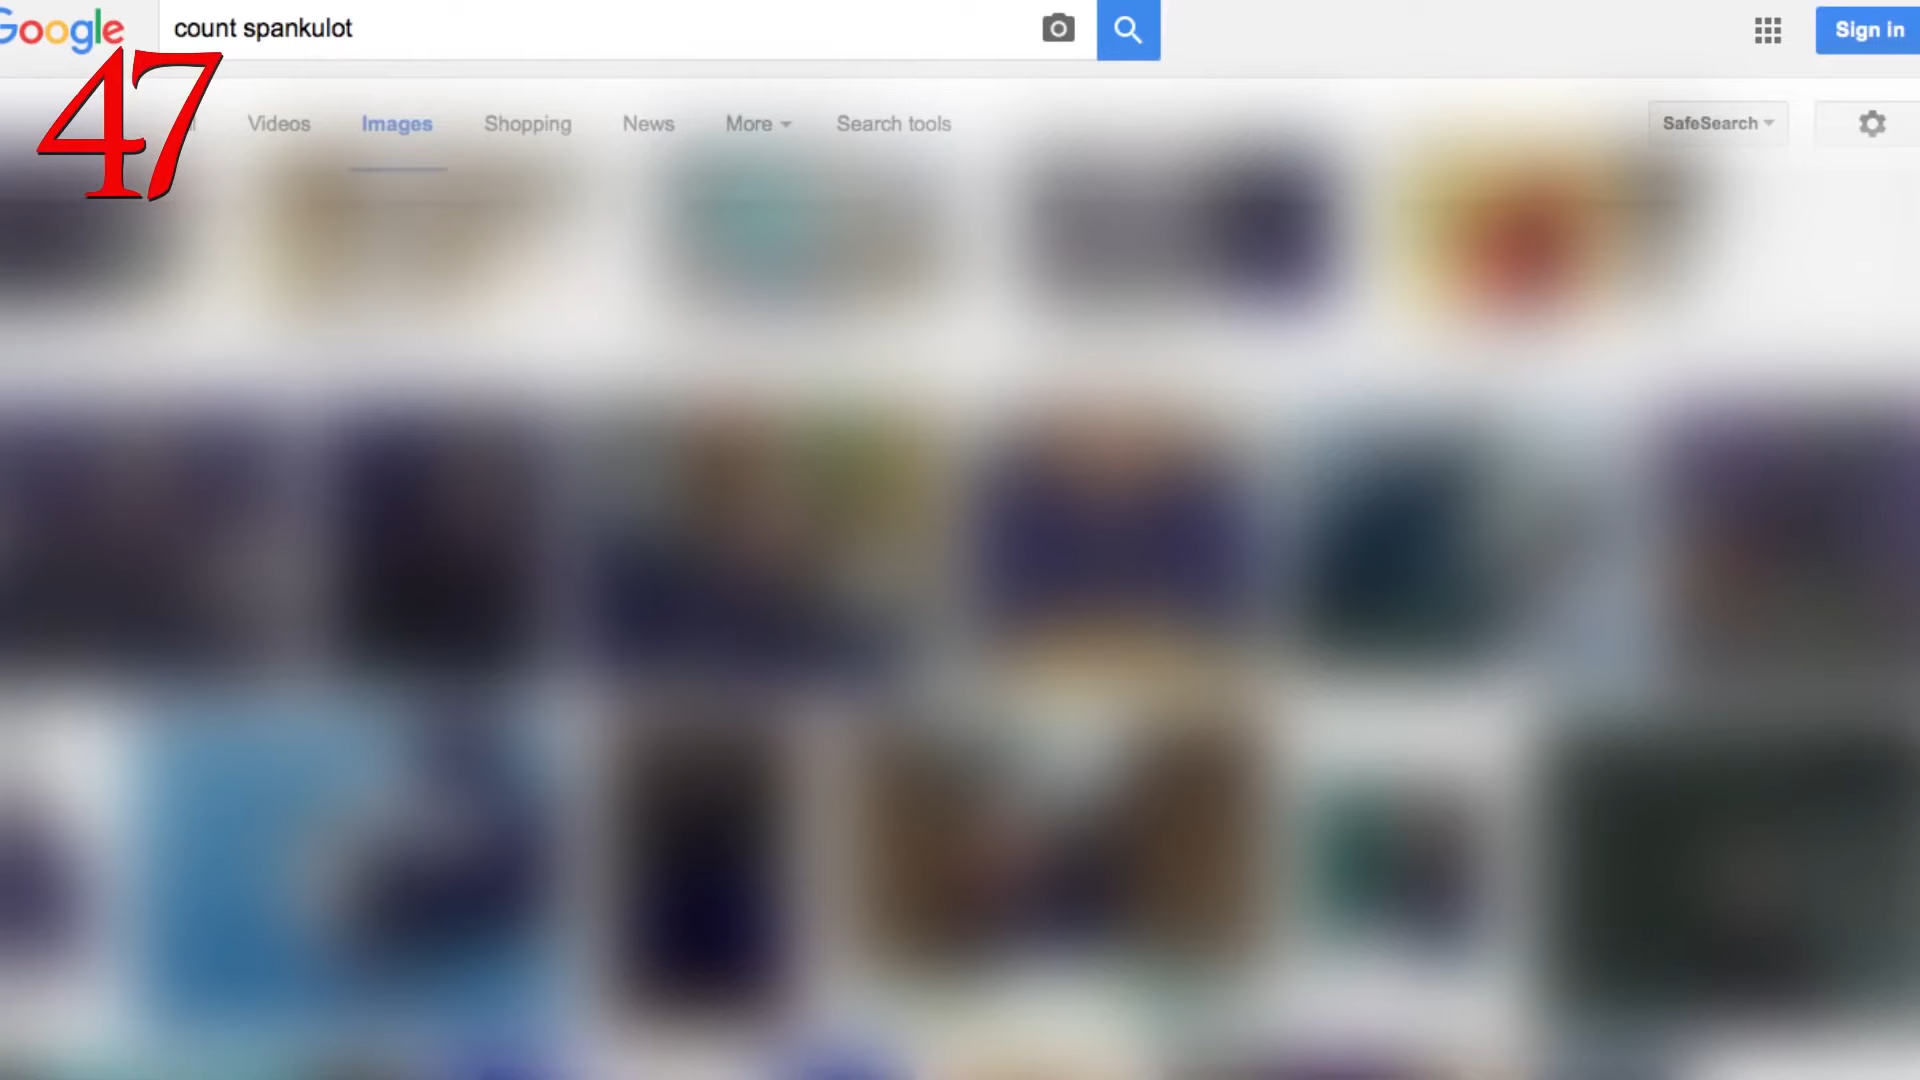 Google
count spankulot
Sign in
47
Videos
Images
Shopping
News
More
Search tools
SafeSearch